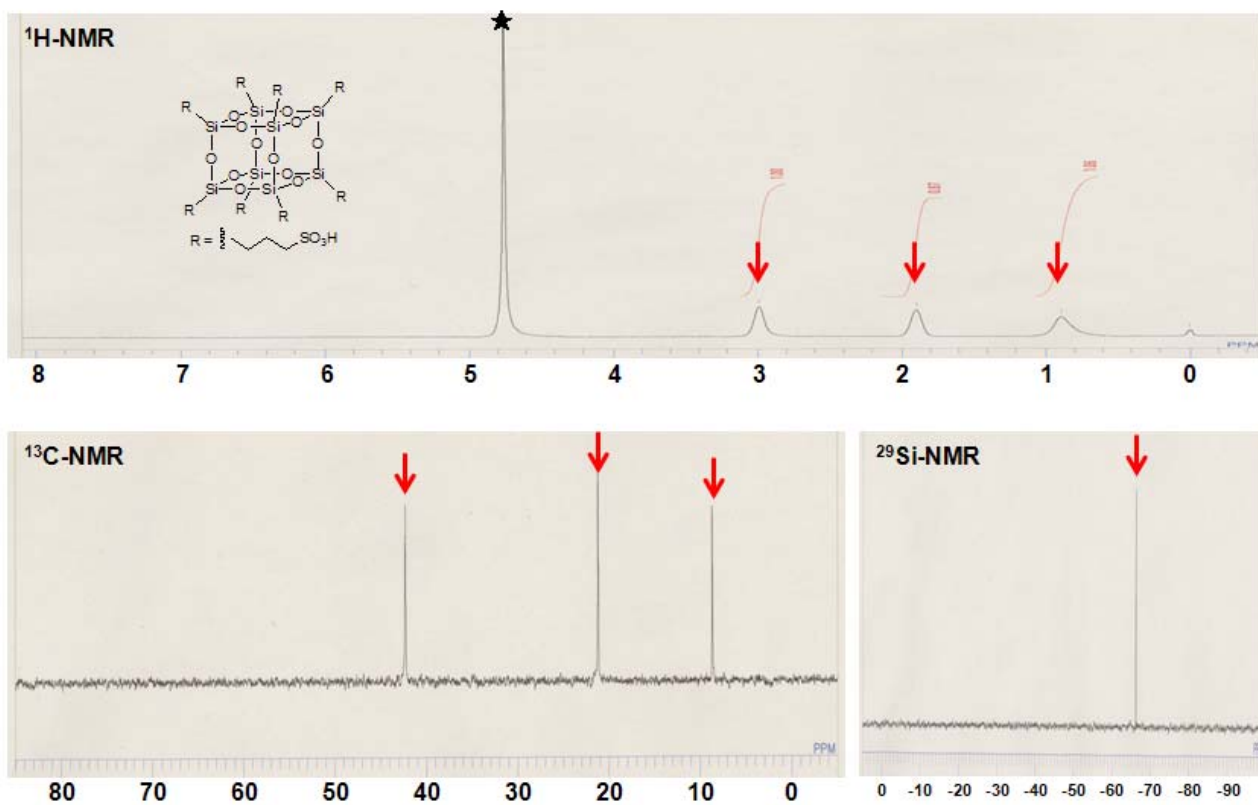 ¹H-NMR
R R R R
Si O Si
O O
Si O Si O
O O O O
Si O Si
O O
Si O Si O
R R R R
R = SO₃H
PPM
8 7 6 5 4 3 2 1 0
¹³C-NMR
PPM
80 70 60 50 40 30 20 10 0
²⁹Si-NMR
0 -10 -20 -30 -40 -50 -60 -70 -80 -90